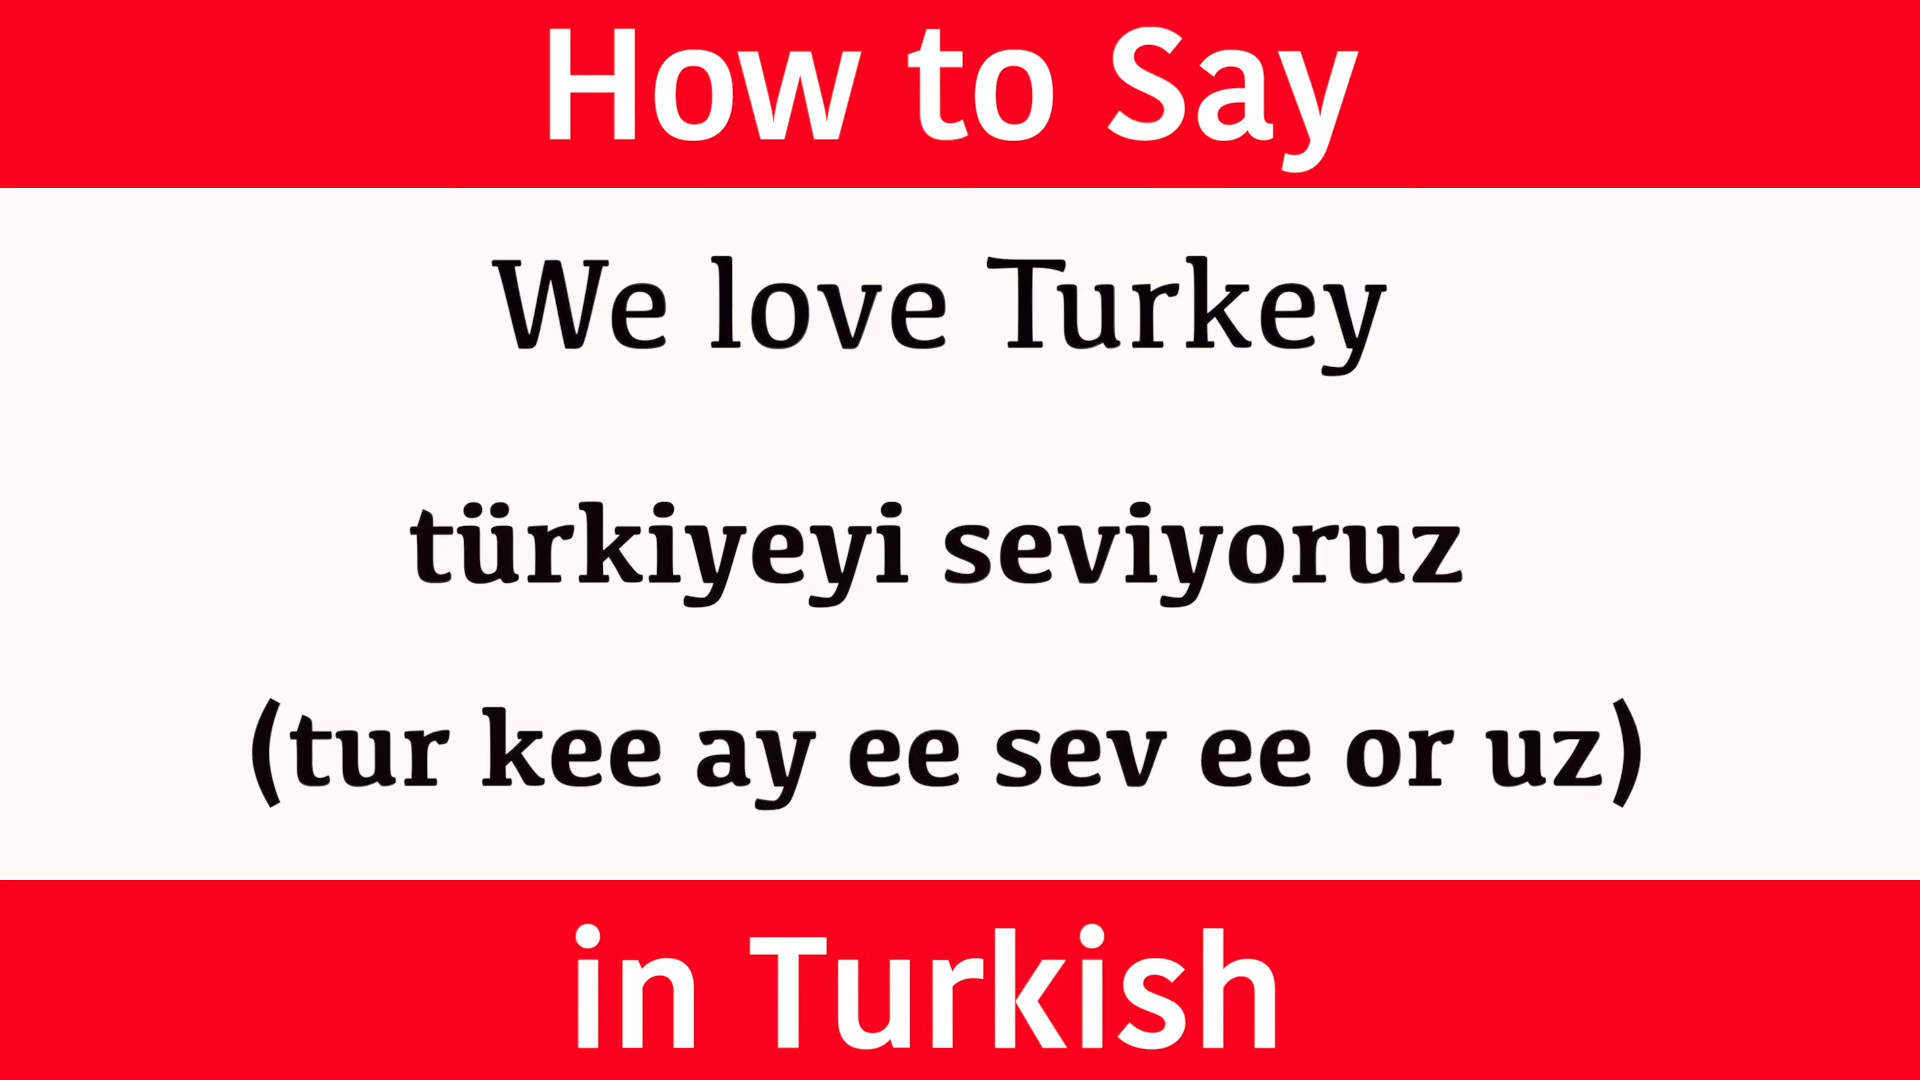 How to Say
We love Turkey
türkiyeyi seviyoruz
(tur kee ay ee sev ee or uz)
in Turkish